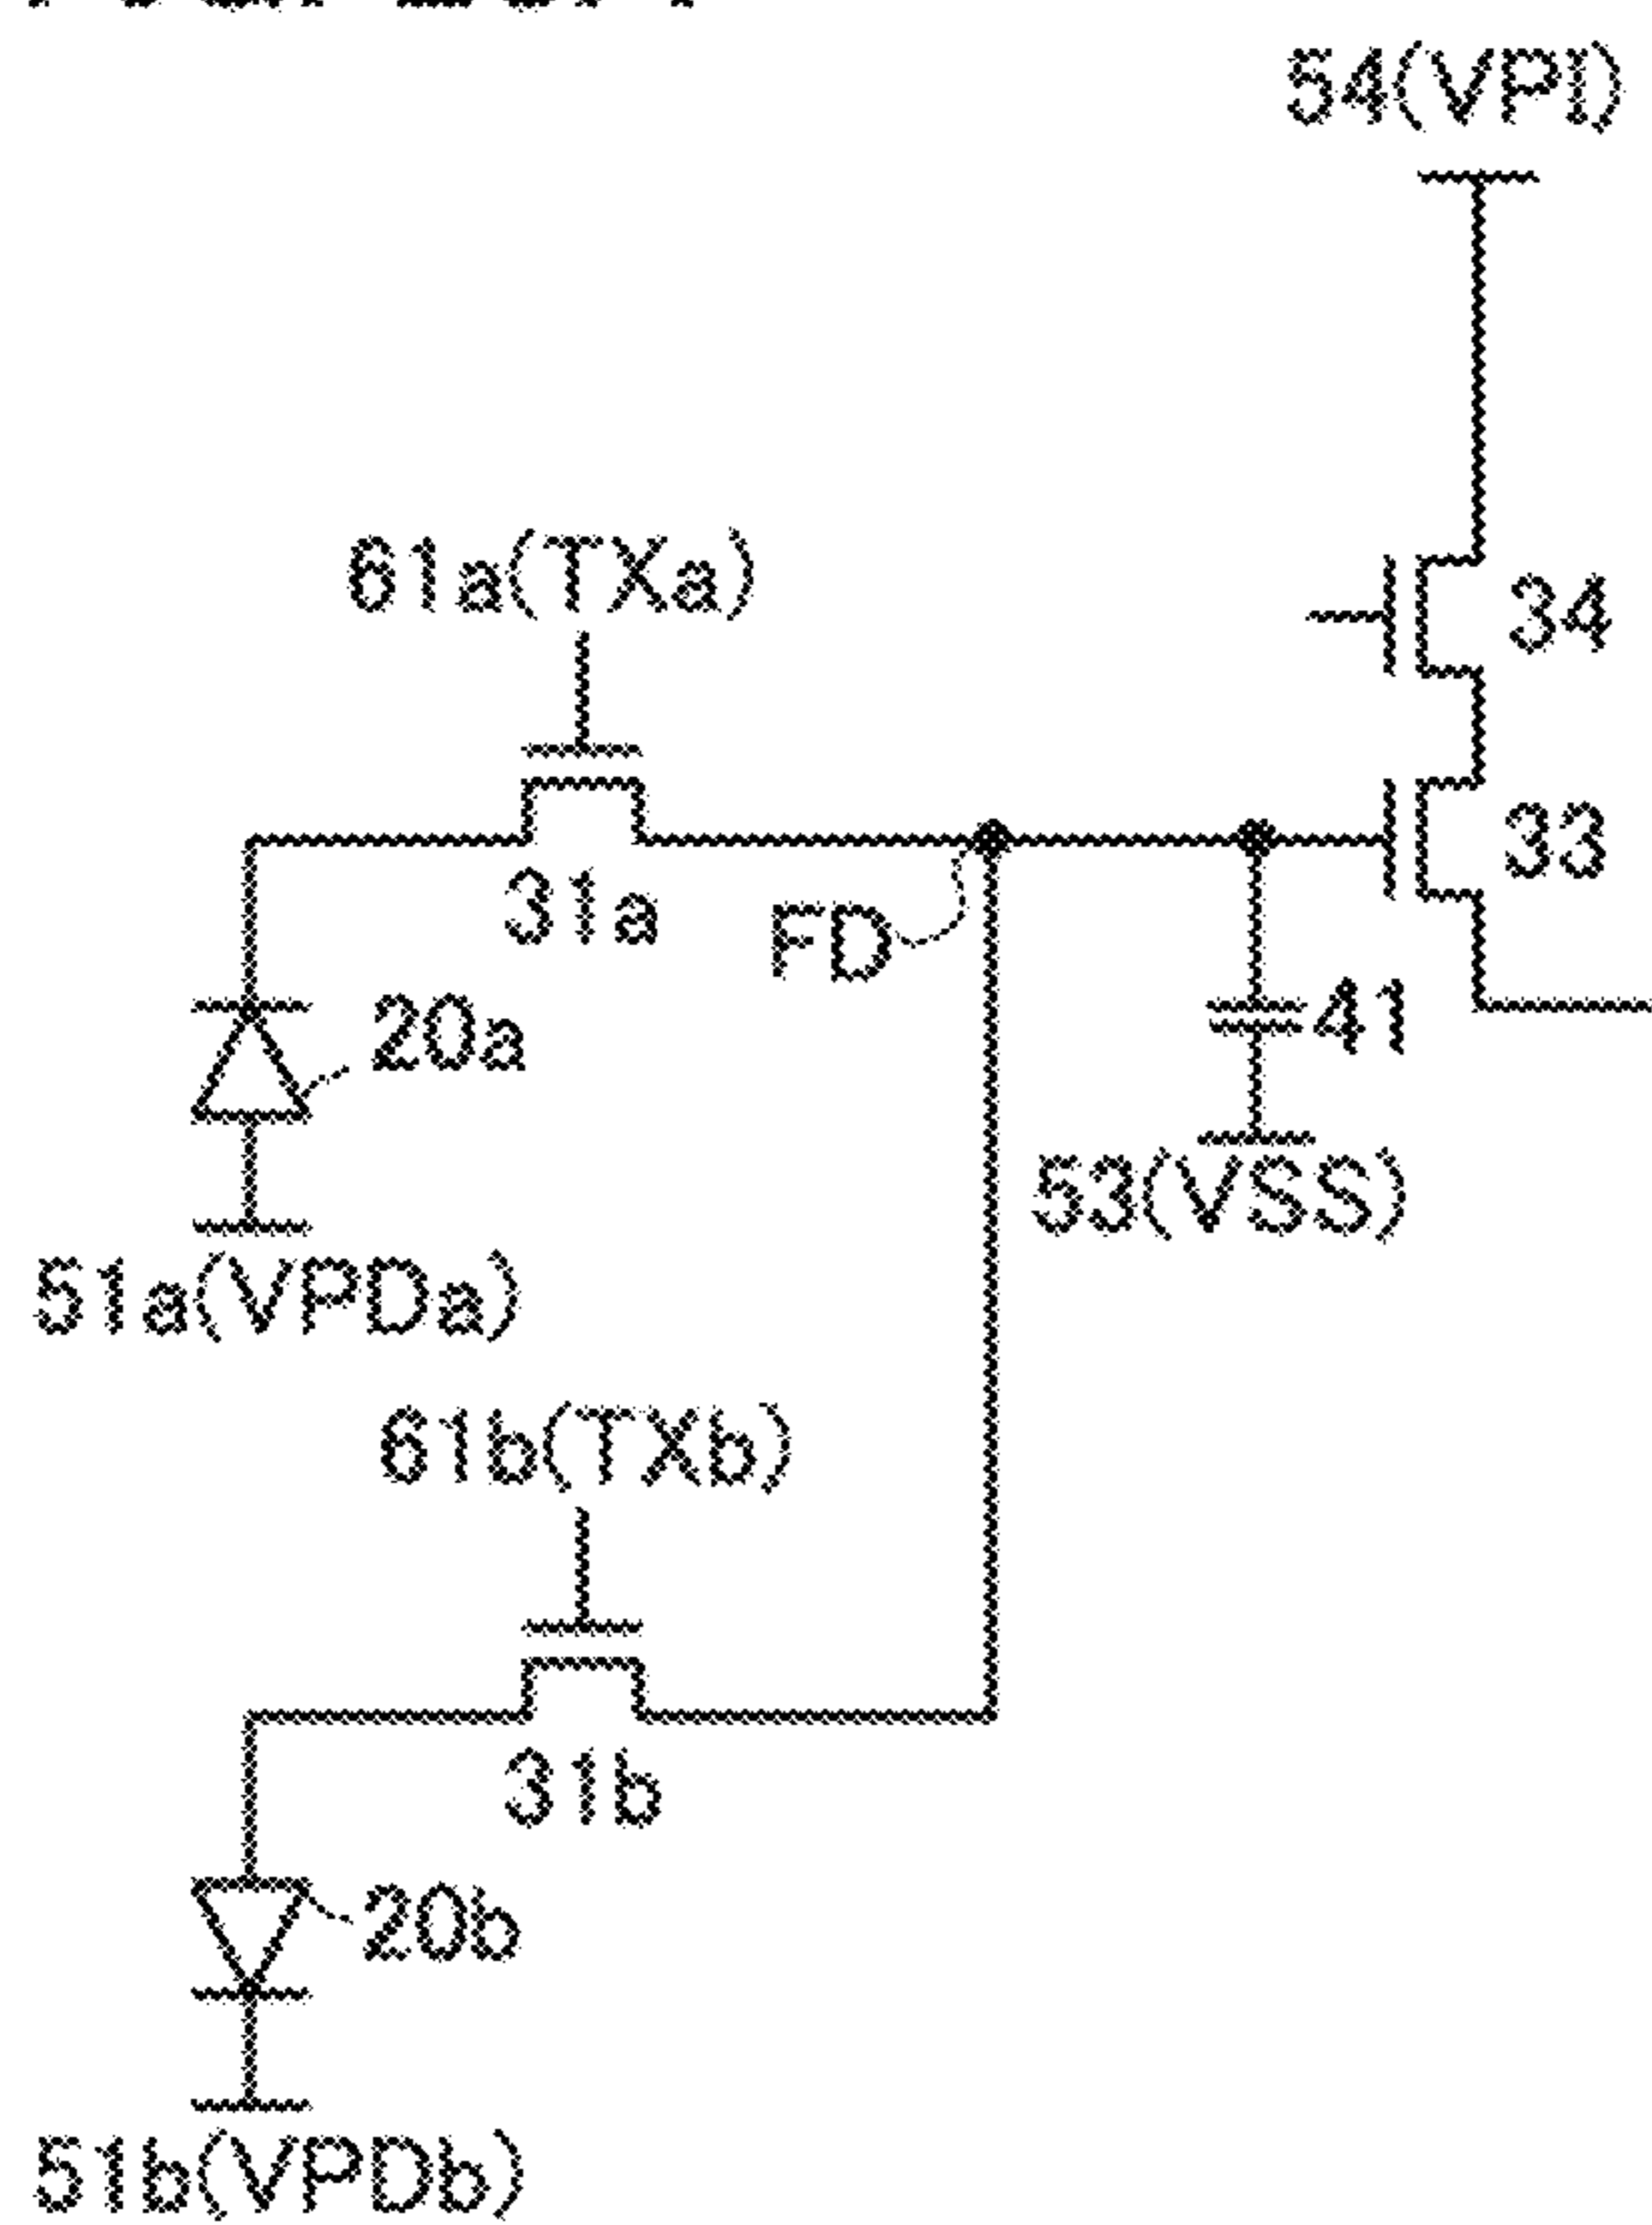 54(VPI)
61a(TXa)
34
33
31a
FD
20a
41
53(VSS)
51a(VPDa)
61b(TXb)
31b
20b
51b(VPDb)